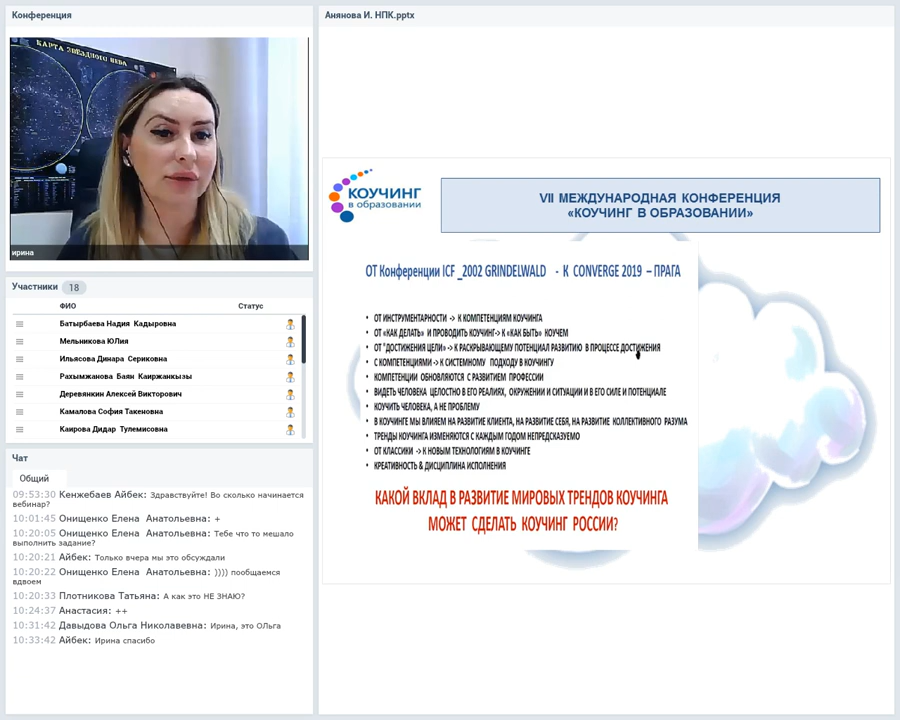 Конференция
КАРТА ЗВЕЗДНОГО НЕБА
ирина
Участники 18
ФИО Статус
Батырбаева Надия Кадыровна
Мельникова ЮЛия
Ильясова Динара Сериковна
Рахымжанова Баян Каиржанкызы
Деревянкин Алексей Викторович
Камалова София Такеновна
Каирова Дидар Тулемисовна
Чат
Общий
09:53:30 Кенжебаев Айбек: Здравствуйте! Во сколько начинается
вебинар?
10:01:45 Онищенко Елена Анатольевна: +
10:20:05 Онищенко Елена Анатольевна: Тебе что то мешало
выполнить задание?
10:20:21 Айбек: Только вчера мы это обсуждали
10:20:22 Онищенко Елена Анатольевна: )))) пообщаемся
вдвоем
10:20:33 Плотникова Татьяна: А как это НЕ ЗНАЮ?
10:24:37 Анастасия: ++
10:31:42 Давыдова Ольга Николаевна: Ирина, это ОЛьга
10:33:42 Айбек: Ирина спасибо
Анянова И. НПК.pptx
КОУЧИНГ
в образовании
VII МЕЖДУНАРОДНАЯ КОНФЕРЕНЦИЯ
«КОУЧИНГ В ОБРАЗОВАНИИ»
ОТ Конференции ICF _2002 GRINDELWALD - К CONVERGE 2019 – ПРАГА
• ОТ ИНСТРУМЕНТАРНОСТИ -> К КОМПЕТЕНЦИЯМ КОУЧИНГА
• ОТ «КАК ДЕЛАТЬ» И ПРОВОДИТЬ КОУЧИНГ-> К «КАК БЫТЬ» КОУЧЕМ
• ОТ "ДОСТИЖЕНИЯ ЦЕЛИ» -> К РАСКРЫВАЮЩЕМУ ПОТЕНЦИАЛ РАЗВИТИЮ В ПРОЦЕССЕ ДОСТИЖЕНИЯ
• С КОМПЕТЕНЦИЯМИ -> К СИСТЕМНОМУ ПОДХОДУ В КОУЧИНГУ
• КОМПЕТЕНЦИИ ОБНОВЛЯЮТСЯ С РАЗВИТИЕМ ПРОФЕССИИ
• ВИДЕТЬ ЧЕЛОВЕКА ЦЕЛОСТНО В ЕГО РЕАЛИЯХ, ОКРУЖЕНИИ И СИТУАЦИИ И В ЕГО СИЛЕ И ПОТЕНЦИАЛЕ
• КОУЧИТЬ ЧЕЛОВЕКА, А НЕ ПРОБЛЕМУ
• В КОУЧИНГЕ МЫ ВЛИЯЕМ НА РАЗВИТИЕ КЛИЕНТА, НА РАЗВИТИЕ СЕБЯ, НА РАЗВИТИЕ КОЛЛЕКТИВНОГО РАЗУМА
• ТРЕНДЫ КОУЧИНГА ИЗМЕНЯЮТСЯ С КАЖДЫМ ГОДОМ НЕПРЕДСКАЗУЕМО
• ОТ КЛАССИКИ -> К НОВЫМ ТЕХНОЛОГИЯМ В КОУЧИНГЕ
• КРЕАТИВНОСТЬ & ДИСЦИПЛИНА ИСПОЛНЕНИЯ
КАКОЙ ВКЛАД В РАЗВИТИЕ МИРОВЫХ ТРЕНДОВ КОУЧИНГА
МОЖЕТ СДЕЛАТЬ КОУЧИНГ РОССИИ?